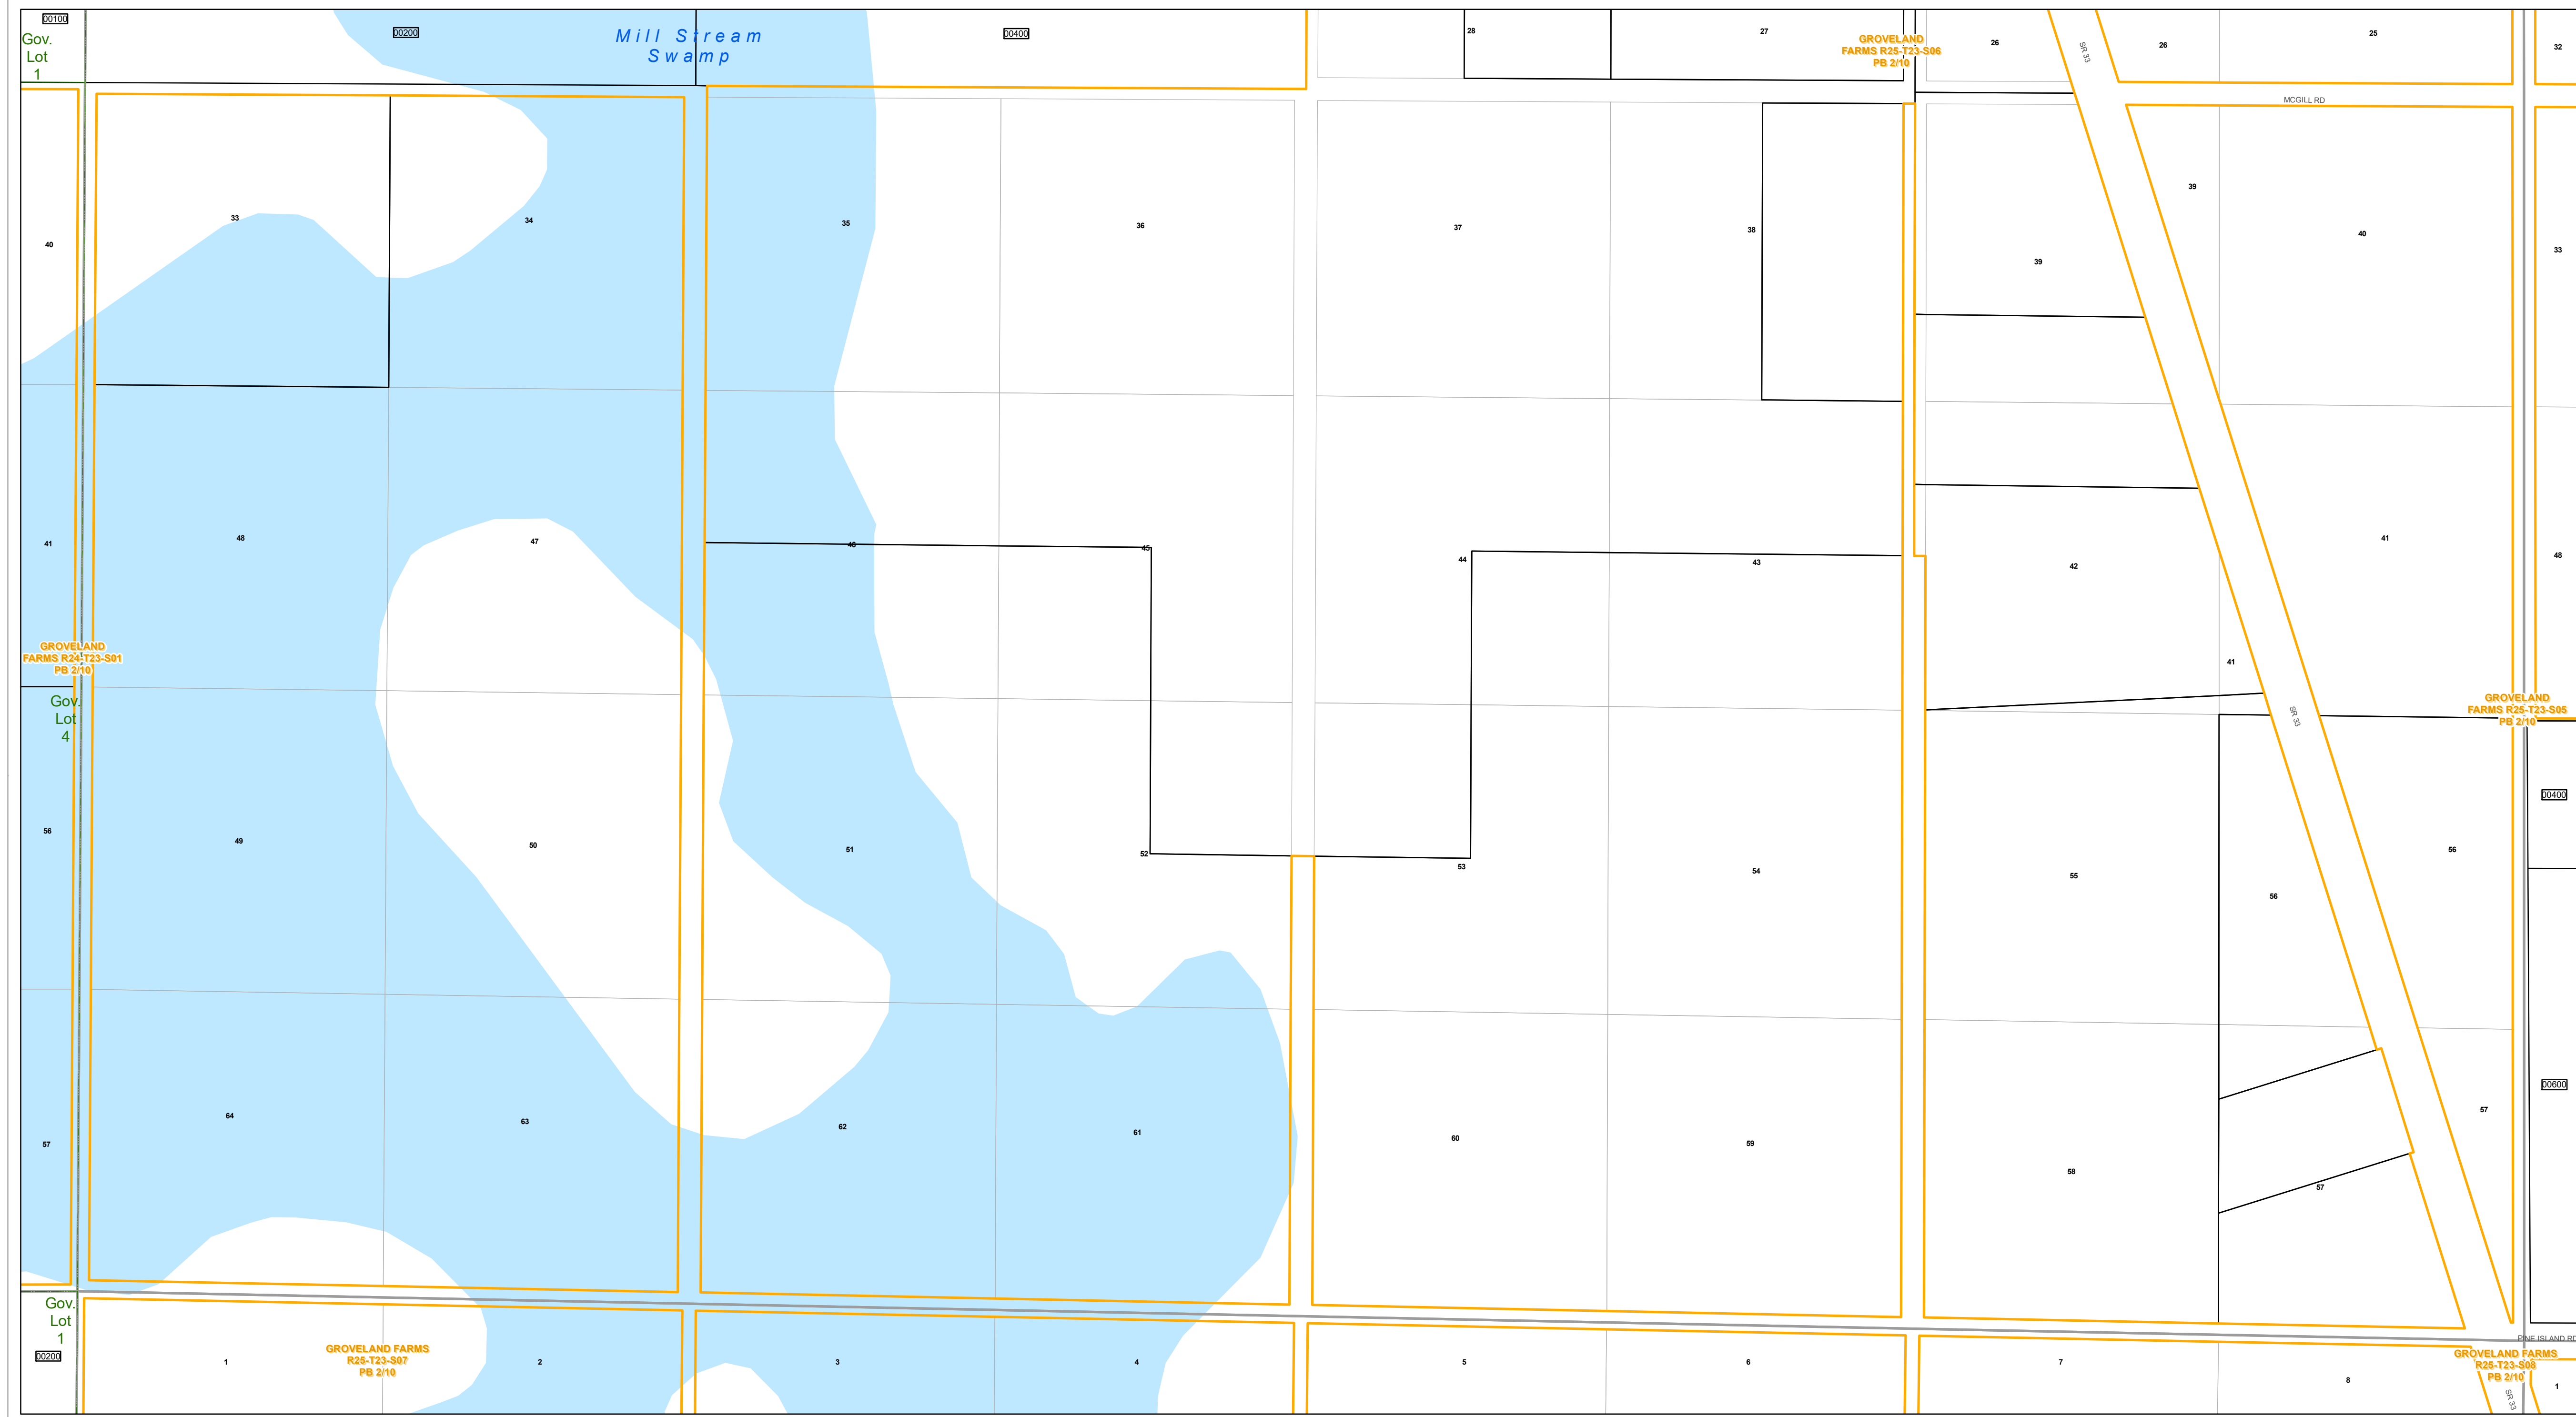 00100
Gov.
Lot
1
00200
Mill Stream
Swamp
00400
28
27
GROVELAND
FARMS R25-T23-S06
PB 2/10
26
SR 33
26
25
32
MCGILL RD
33
34
35
36
37
38
39
39
40
33
40
41
48
47
46
45
44
43
42
41
41
48
GROVELAND
FARMS R24-T23-S01
PB 2/10
Gov.
Lot
4
SR 33
GROVELAND
FARMS R25-T23-S05
PB 2/10
00400
56
49
50
51
52
53
54
55
56
56
00600
57
64
63
62
61
60
59
58
57
57
Gov.
Lot
1
00200
PINE ISLAND RD
1
GROVELAND FARMS
R25-T23-S07
PB 2/10
2
3
4
5
6
7
8
GROVELAND FARMS
R25-T23-S08
PB 2/10
SR 33
1